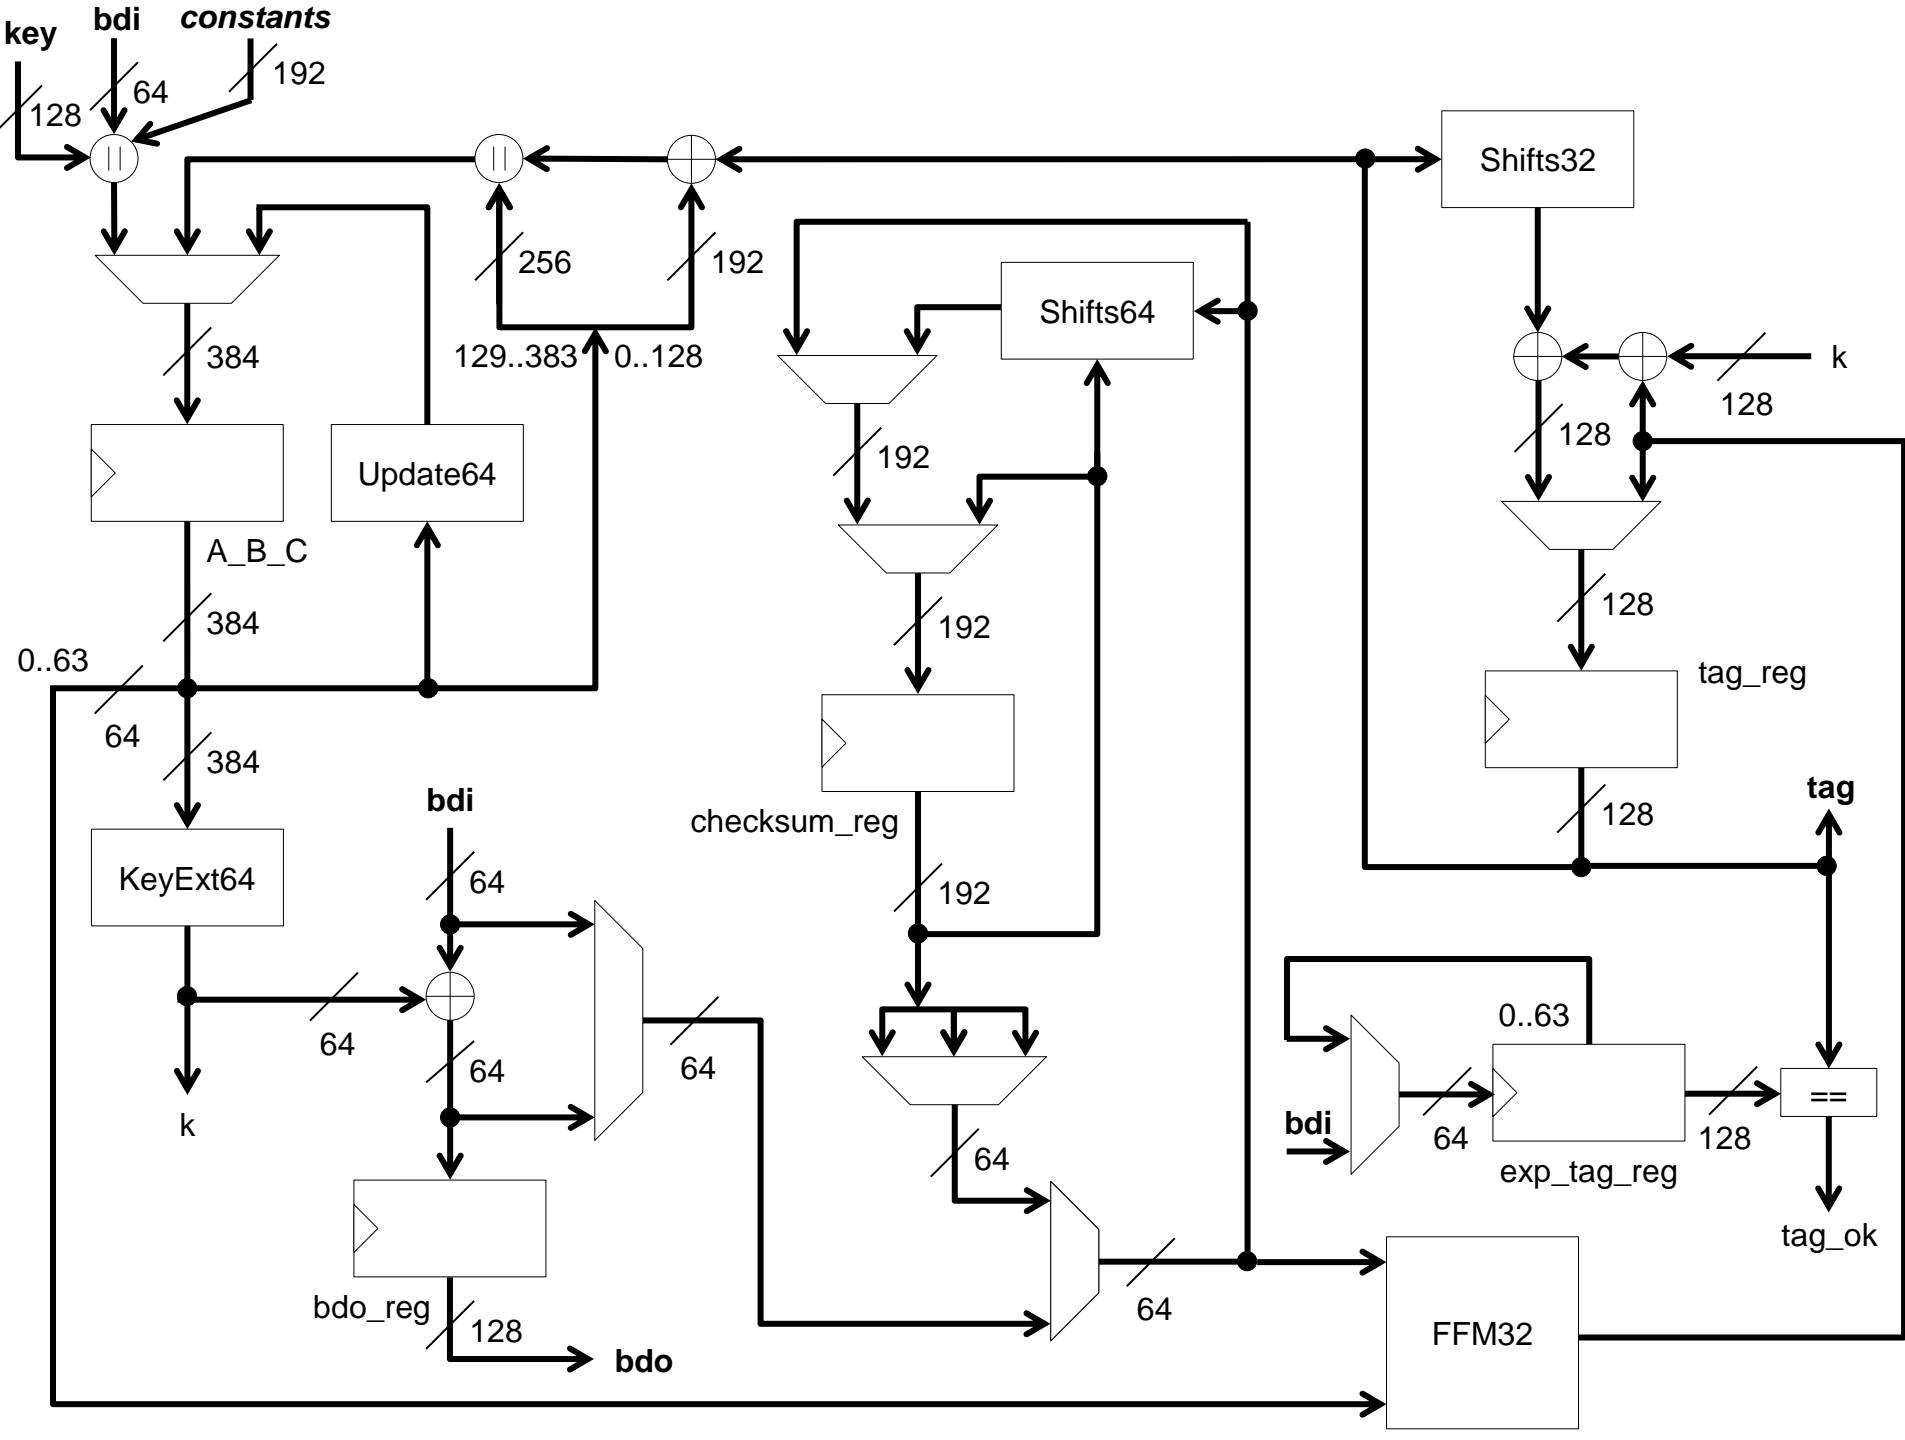 key
bdi
constants
128
64
192
||
||
Shifts32
256
192
Shifts64
384
129..383
0..128
k
128
128
192
Update64
A_B_C
384
192
128
0..63
64
384
tag_reg
bdi
checksum_reg
128
tag
KeyExt64
64
192
64
64
64
k
0..63
==
bdi
64
128
exp_tag_reg
64
tag_ok
bdo_reg
128
bdo
64
FFM32